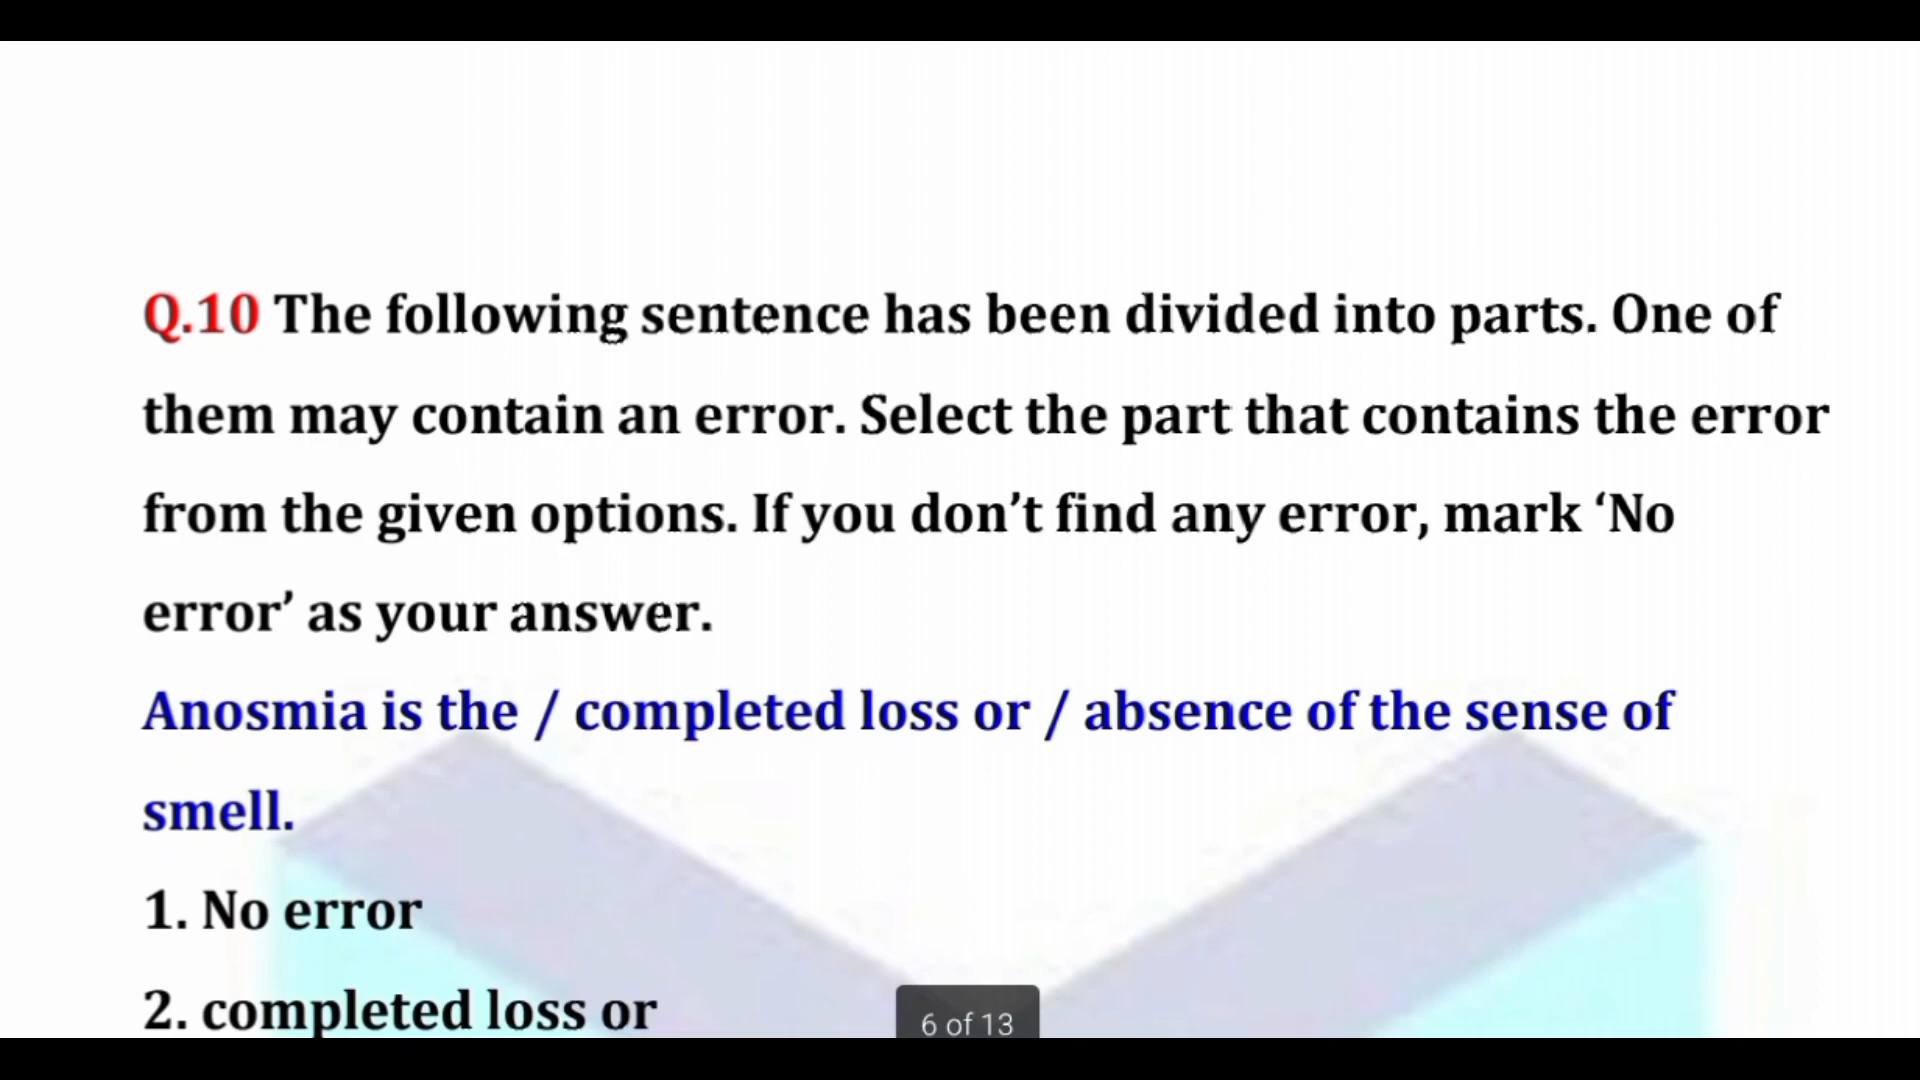 Q.10 The following sentence has been divided into parts. One of
them may contain an error. Select the part that contains the error
from the given options. If you don’t find any error, mark ‘No
error’ as your answer.
Anosmia is the / completed loss or / absence of the sense of
smell.
1. No error
2. completed loss or
6 of 13